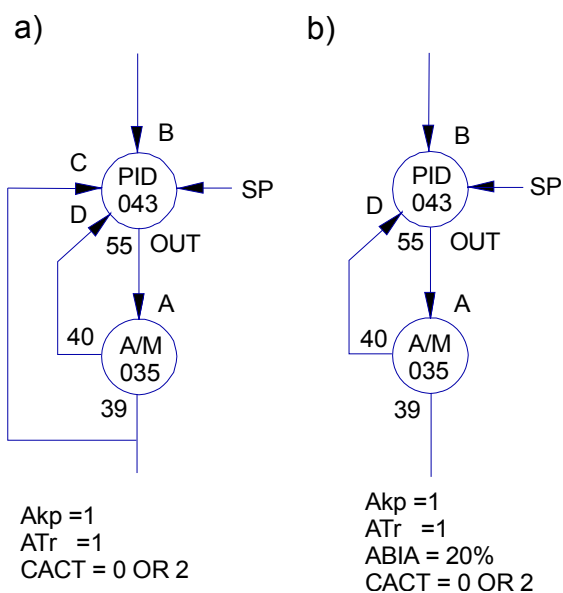 a)
B
C
PID
043
SP
D
55 OUT
A
40
A/M
035
39
Akp =1
ATr =1
CACT = 0 OR 2
b)
B
PID
043
SP
D
55 OUT
A
40
A/M
035
39
Akp =1
ATr =1
ABIA = 20%
CACT = 0 OR 2